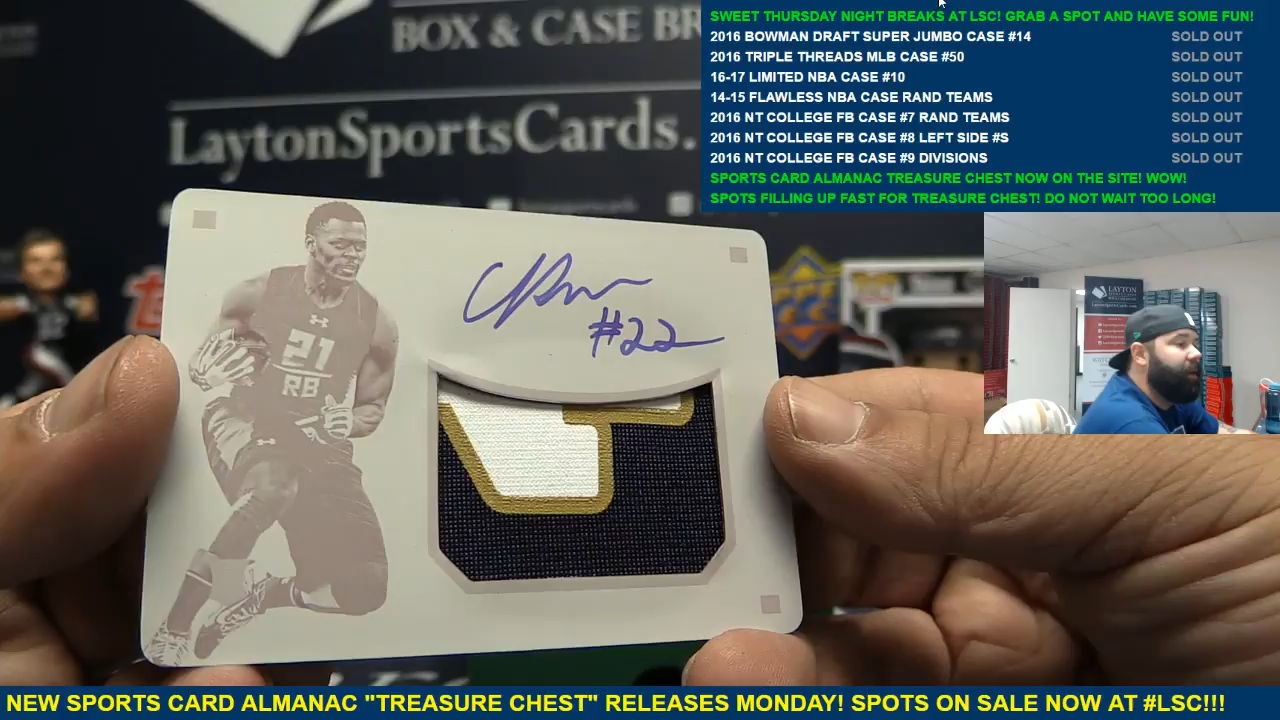 SWEET THURSDAY NIGHT BREAKS AT LSC! GRAB A SPOT AND HAVE SOME FUN!
2016 BOWMAN DRAFT SUPER JUMBO CASE #14 SOLD OUT
2016 TRIPLE THREADS MLB CASE #50 SOLD OUT
16-17 LIMITED NBA CASE #10 SOLD OUT
14-15 FLAWLESS NBA CASE RAND TEAMS SOLD OUT
2016 NT COLLEGE FB CASE #7 RAND TEAMS SOLD OUT
2016 NT COLLEGE FB CASE #8 LEFT SIDE #S SOLD OUT
2016 NT COLLEGE FB CASE #9 DIVISIONS SOLD OUT
SPORTS CARD ALMANAC TREASURE CHEST NOW ON THE SITE! WOW!
SPOTS FILLING UP FAST FOR TREASURE CHEST! DO NOT WAIT TOO LONG!
BOX & CASE BR
LaytonSportsCards.
LAYTON
#22
21
RB
NEW SPORTS CARD ALMANAC "TREASURE CHEST" RELEASES MONDAY! SPOTS ON SALE NOW AT #LSC!!!